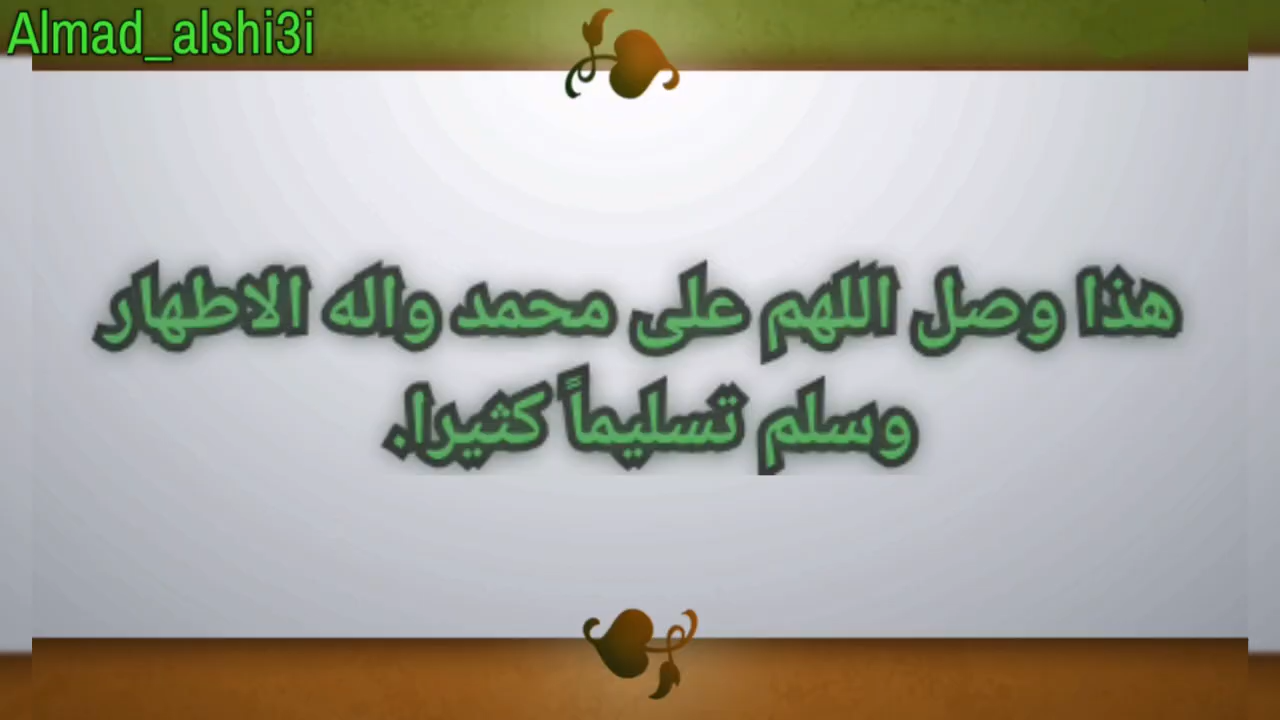 Almad_alshi3i
هذا وصل اللهم على محمد واله الاطهار
وسلم تسليماً كثيرا.